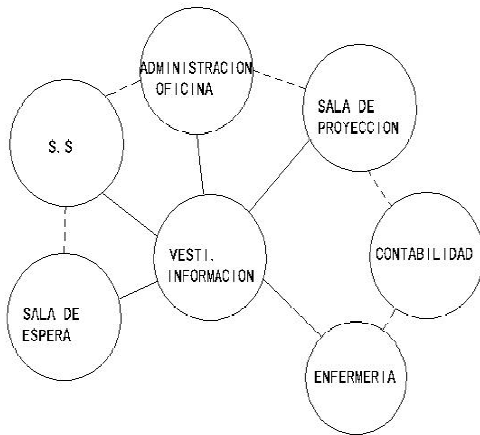 ADMINISTRACION
OFICINA
SALA DE
PROYECCION
S.S
VESTI.
INFORMACION
CONTABILIDAD
SALA DE
ESPERA
ENFERMERIA